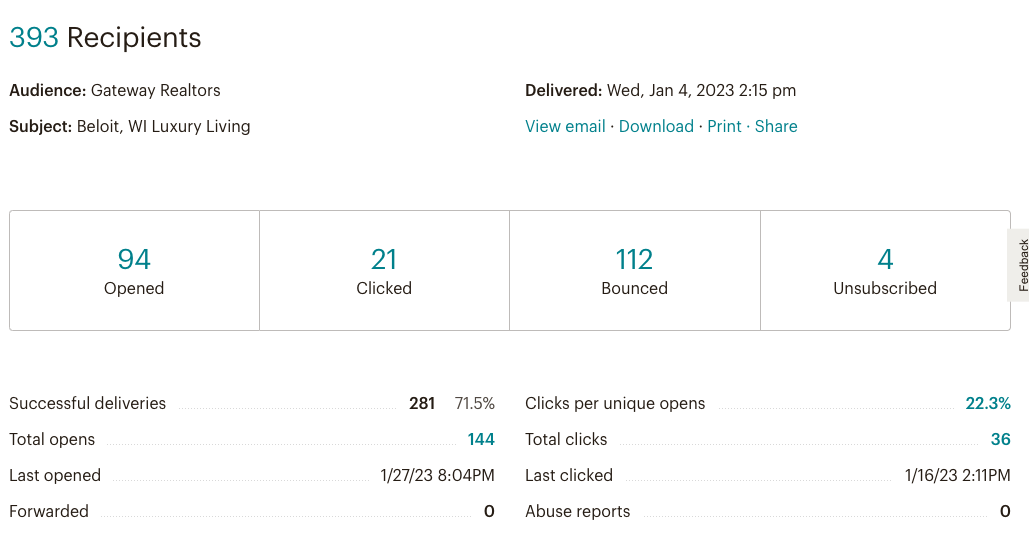 393 Recipients
Audience: Gateway Realtors
Delivered: Wed, Jan 4, 2023 2:15 pm
Subject: Beloit, WI Luxury Living
View email · Download · Print · Share
94
Opened
21
Clicked
112
Bounced
4
Unsubscribed
Feedback
Successful deliveries 281 71.5%
Clicks per unique opens 22.3%
Total opens 144
Total clicks 36
Last opened 1/27/23 8:04PM
Last clicked 1/16/23 2:11PM
Forwarded 0
Abuse reports 0